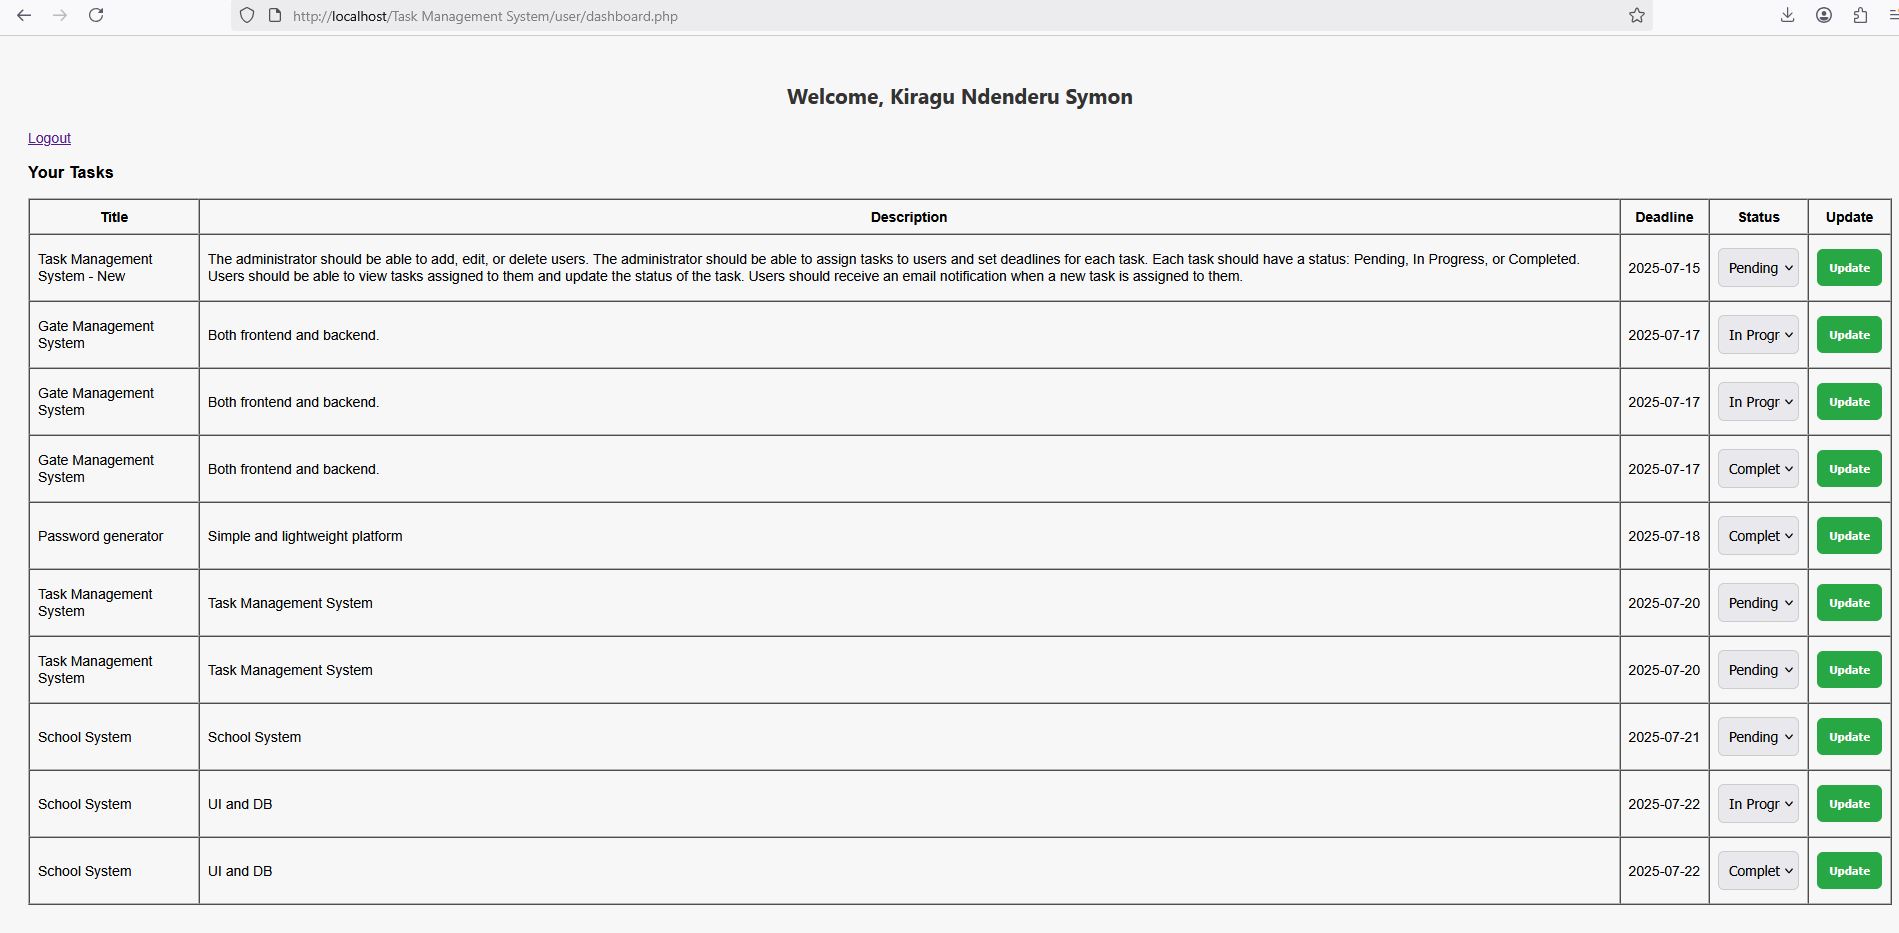 http://localhost/Task Management System/user/dashboard.php
Welcome, Kiragu Ndenderu Symon
Logout
Your Tasks
Title Description Deadline Status Update
Task Management System - New The administrator should be able to add, edit, or delete users. The administrator should be able to assign tasks to users and set deadlines for each task. Each task should have a status: Pending, In Progress, or Completed. 2025-07-15 Pending Update
Users should be able to view tasks assigned to them and update the status of the task. Users should receive an email notification when a new task is assigned to them.
Gate Management
System Both frontend and backend. 2025-07-17 In Progr Update
Gate Management
System Both frontend and backend. 2025-07-17 In Progr Update
Gate Management
System Both frontend and backend. 2025-07-17 Complet Update
Password generator Simple and lightweight platform 2025-07-18 Complet Update
Task Management
System Task Management System 2025-07-20 Pending Update
Task Management
System Task Management System 2025-07-20 Pending Update
School System School System 2025-07-21 Pending Update
School System UI and DB 2025-07-22 In Progr Update
School System UI and DB 2025-07-22 Complet Update